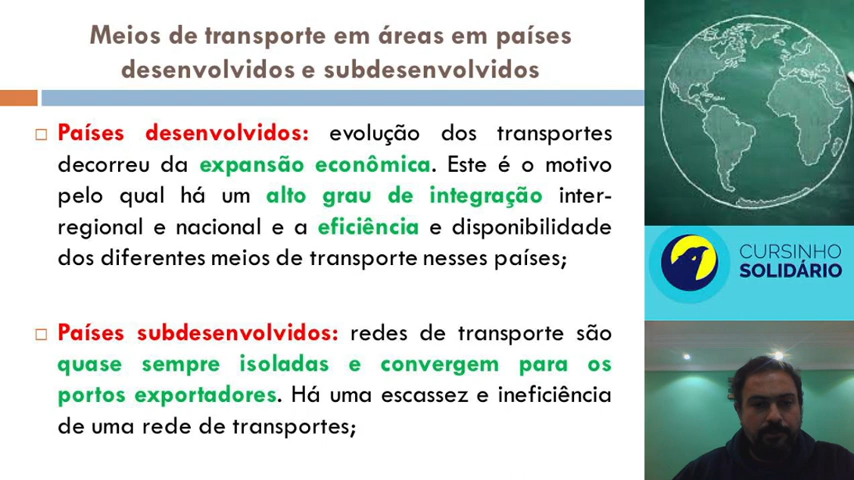 Meios de transporte em áreas em países
desenvolvidos e subdesenvolvidos
Países desenvolvidos: evolução dos transportes
decorreu da expansão econômica. Este é o motivo
pelo qual há um alto grau de integração inter-
regional e nacional e a eficiência e disponibilidade
dos diferentes meios de transporte nesses países;
Países subdesenvolvidos: redes de transporte são
quase sempre isoladas e convergem para os
portos exportadores. Há uma escassez e ineficiência
de uma rede de transportes;
CURSINHO
SOLIDÁRIO